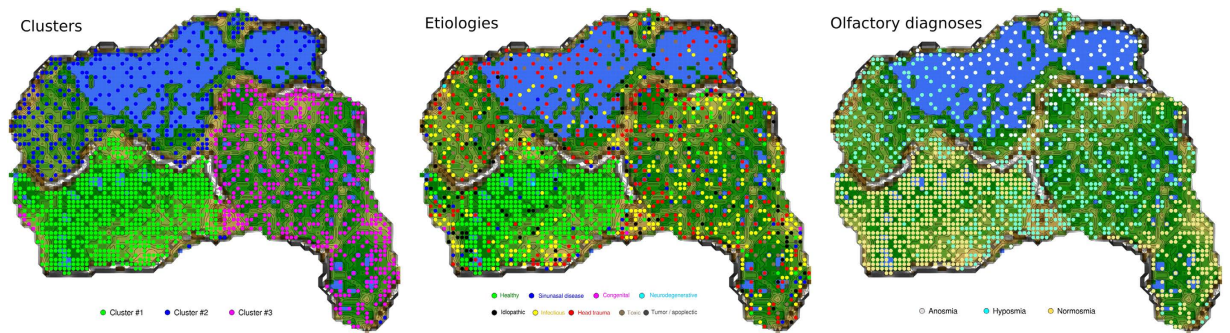 Clusters
Etiologies
Olfactory diagnoses
Cluster #1
Cluster #2
Cluster #3
Healthy
Sinunasal disease
Congenital
Neurodegenerative
Idiopathic
Infectious
Head trauma
Toxic
Tumor / apoplectic
Anosmia
Hyposmia
Normosmia